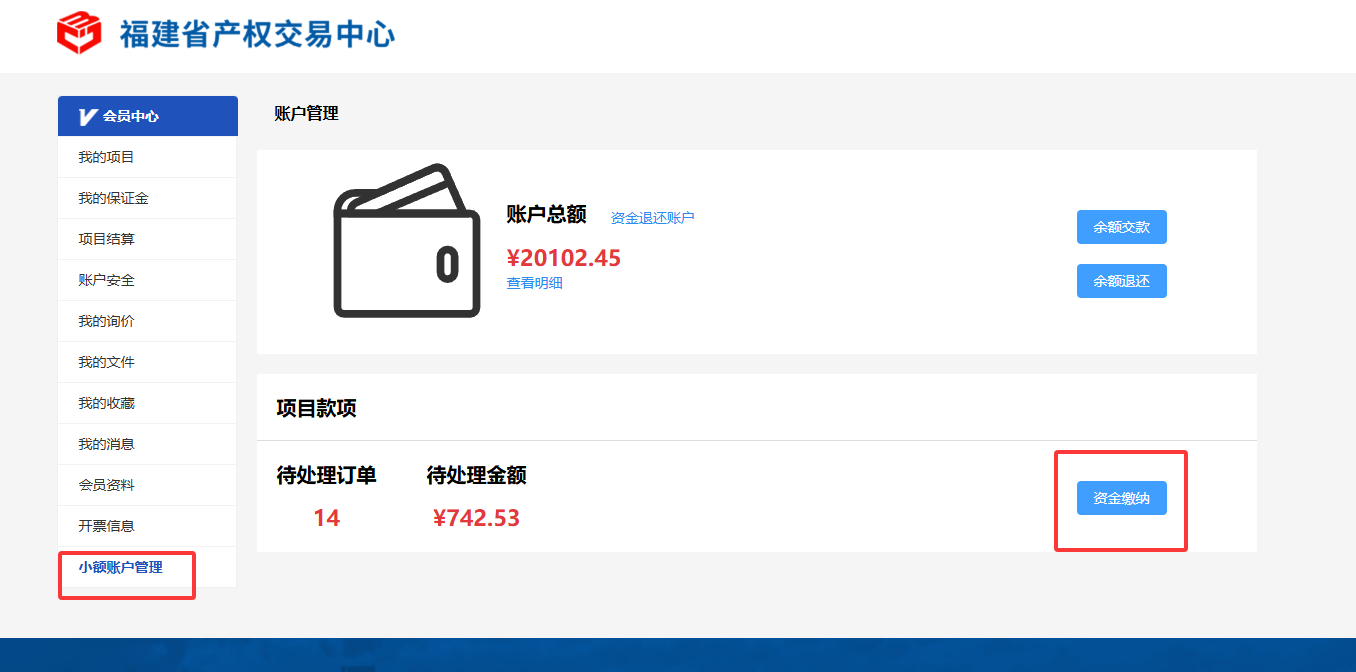 福建省产权交易中心
会员中心
我的项目
我的保证金
项目结算
账户安全
我的询价
我的文件
我的收藏
我的消息
会员资料
开票信息
小额账户管理
账户管理
账户总额 资金退还账户
¥20102.45
查看明细
余额交款
余额退还
项目款项
待处理订单 待处理金额
14 ¥742.53
资金缴纳